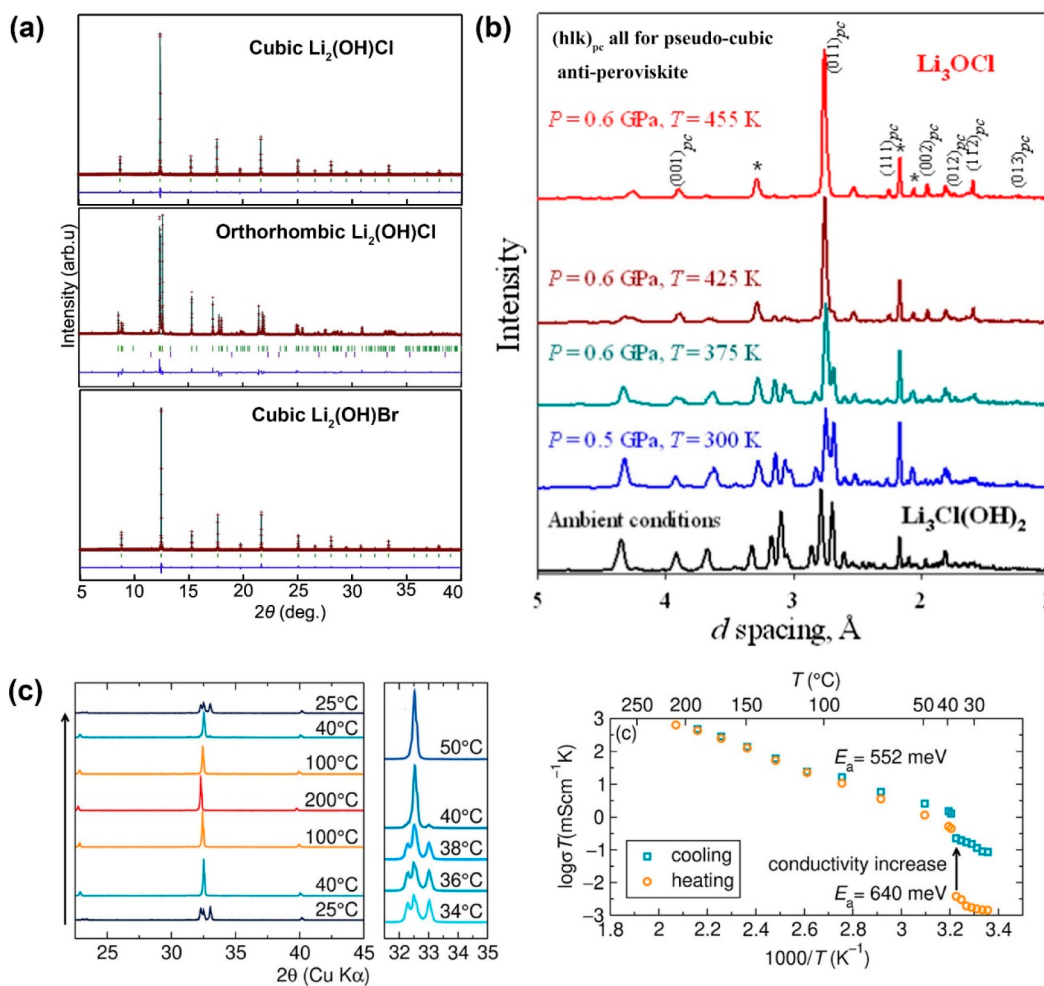 (a)
Cubic Li₂(OH)Cl
Orthorhombic Li₂(OH)Cl
Cubic Li₂(OH)Br
Intensity (arb.u)
5 10 15 20 25 30 35 40
2θ (deg.)
(b)
(hlk)pc all for pseudo-cubic
anti-peroviskite
Li₃OCl
P = 0.6 GPa, T = 455 K
(001)pc
*
(011)pc
(111)pc
*
*
(002)pc
(012)pc
(112)pc
(013)pc
P = 0.6 GPa, T = 425 K
P = 0.6 GPa, T = 375 K
P = 0.5 GPa, T = 300 K
Ambient conditions
Li₃Cl(OH)₂
Intensity
5 4 3 2 1
d spacing, Å
(c)
25°C
40°C
100°C
200°C
100°C
40°C
25°C
25 30 35 40 45
2θ (Cu Kα)
50°C
40°C
38°C
36°C
34°C
32 33 34 35
2θ (Cu Kα)
T (°C)
250 200 150 100 50 40 30
(c)
Eₐ = 552 meV
cooling
heating
conductivity increase
Eₐ = 640 meV
logσT(mScm⁻¹K)
3
2
1
0
-1
-2
-3
2 2.2 2.4 2.6 2.8 3 3.2 3.4
1000/T (K⁻¹)